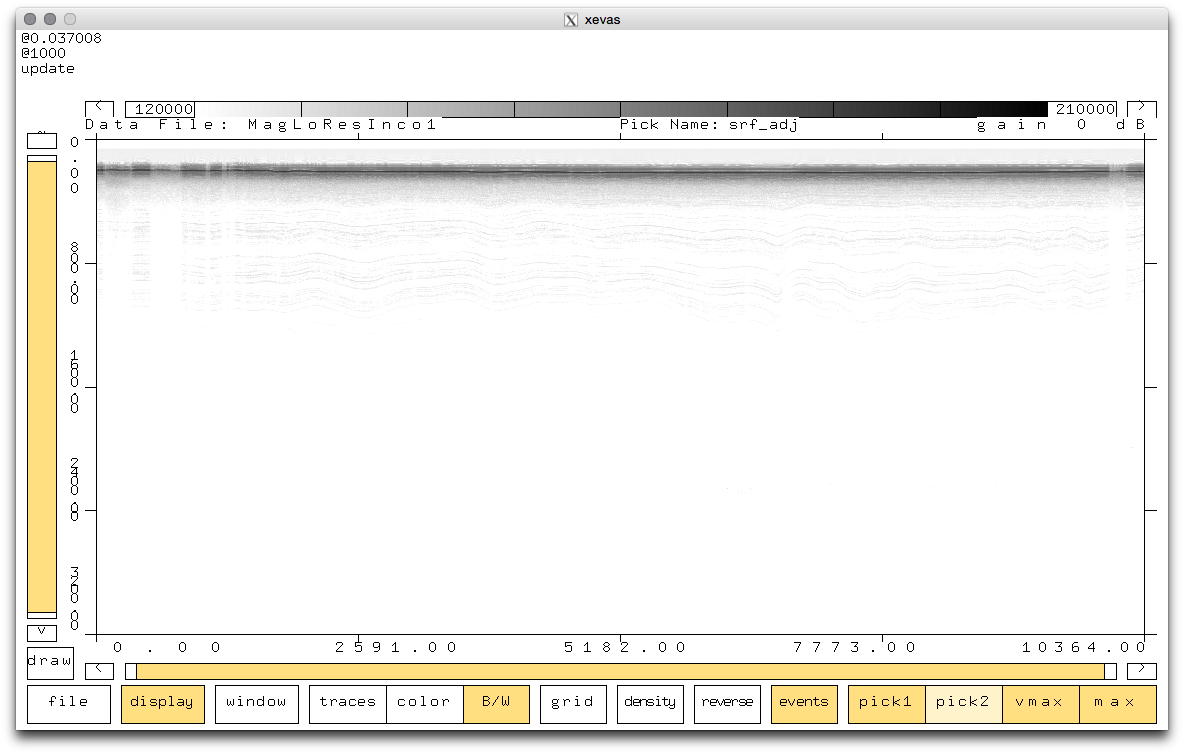 xevas
@0.037008
@1000
update
< 120000 210000 >
Data File: MagLoResInco1 Pick Name: srf_adj gain 0 dB
0.00
800.00
1600.00
2400.00
3200.00
0.00 2591.00 5182.00 7773.00 10364.00
draw < >
file display window traces color B/W grid density reverse events pick1 pick2 vmax max